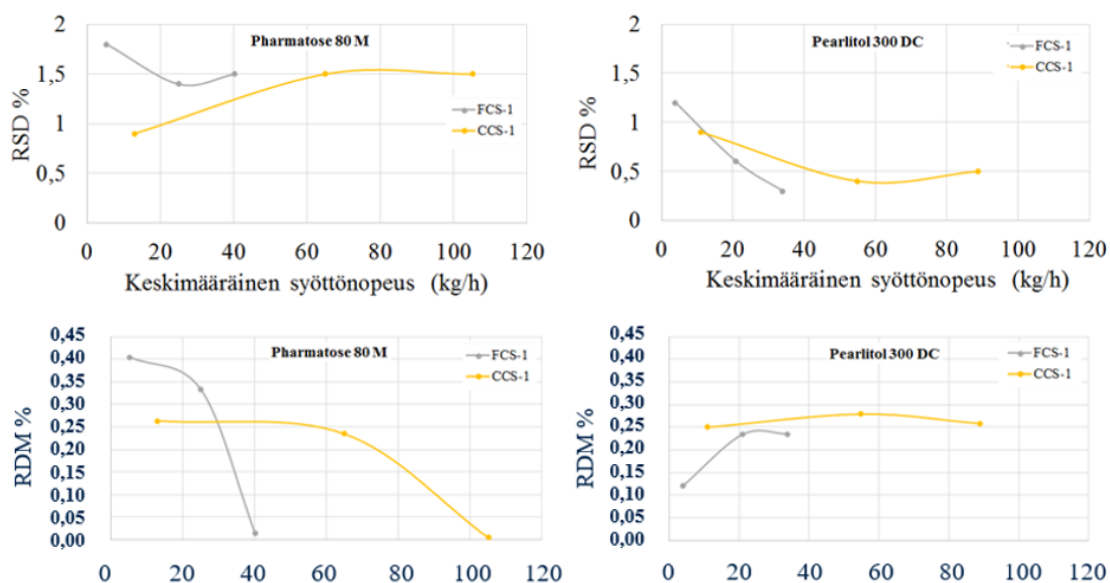 Pharmatose 80 M
2
1,5
1
0,5
0
RSD %
FCS-1
CCS-1
0 20 40 60 80 100 120
Keskimääräinen syöttönopeus (kg/h)
Pearlitol 300 DC
2
1,5
1
0,5
0
RSD %
FCS-1
CCS-1
0 20 40 60 80 100 120
Keskimääräinen syöttönopeus (kg/h)
Pharmatose 80 M
0,45
0,40
0,35
0,30
0,25
0,20
0,15
0,10
0,05
0,00
RDM %
FCS-1
CCS-1
0 20 40 60 80 100 120
Pearlitol 300 DC
0,45
0,40
0,35
0,30
0,25
0,20
0,15
0,10
0,05
0,00
RDM %
FCS-1
CCS-1
0 20 40 60 80 100 120